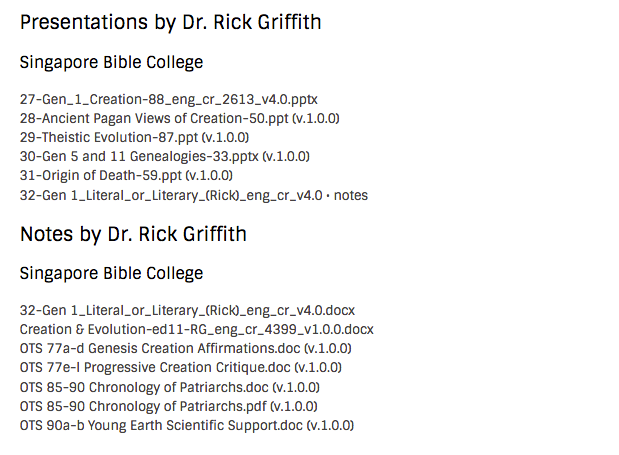 Presentations by Dr. Rick Griffith
Singapore Bible College
27-Gen_1_Creation-88_eng_cr_2613_v4.0.pptx
28-Ancient Pagan Views of Creation-50.ppt (v.1.0.0)
29-Theistic Evolution-87.ppt (v.1.0.0)
30-Gen 5 and 11 Genealogies-33.pptx (v.1.0.0)
31-Origin of Death-59.ppt (v.1.0.0)
32-Gen 1_Literal_or_Literary_(Rick)_eng_cr_v4.0 • notes
Notes by Dr. Rick Griffith
Singapore Bible College
32-Gen 1_Literal_or_Literary_(Rick)_eng_cr_v4.0.docx
Creation & Evolution-ed11-RG_eng_cr_4399_v1.0.0.docx
OTS 77a-d Genesis Creation Affirmations.doc (v.1.0.0)
OTS 77e-l Progressive Creation Critique.doc (v.1.0.0)
OTS 85-90 Chronology of Patriarchs.doc (v.1.0.0)
OTS 85-90 Chronology of Patriarchs.pdf (v.1.0.0)
OTS 90a-b Young Earth Scientific Support.doc (v.1.0.0)